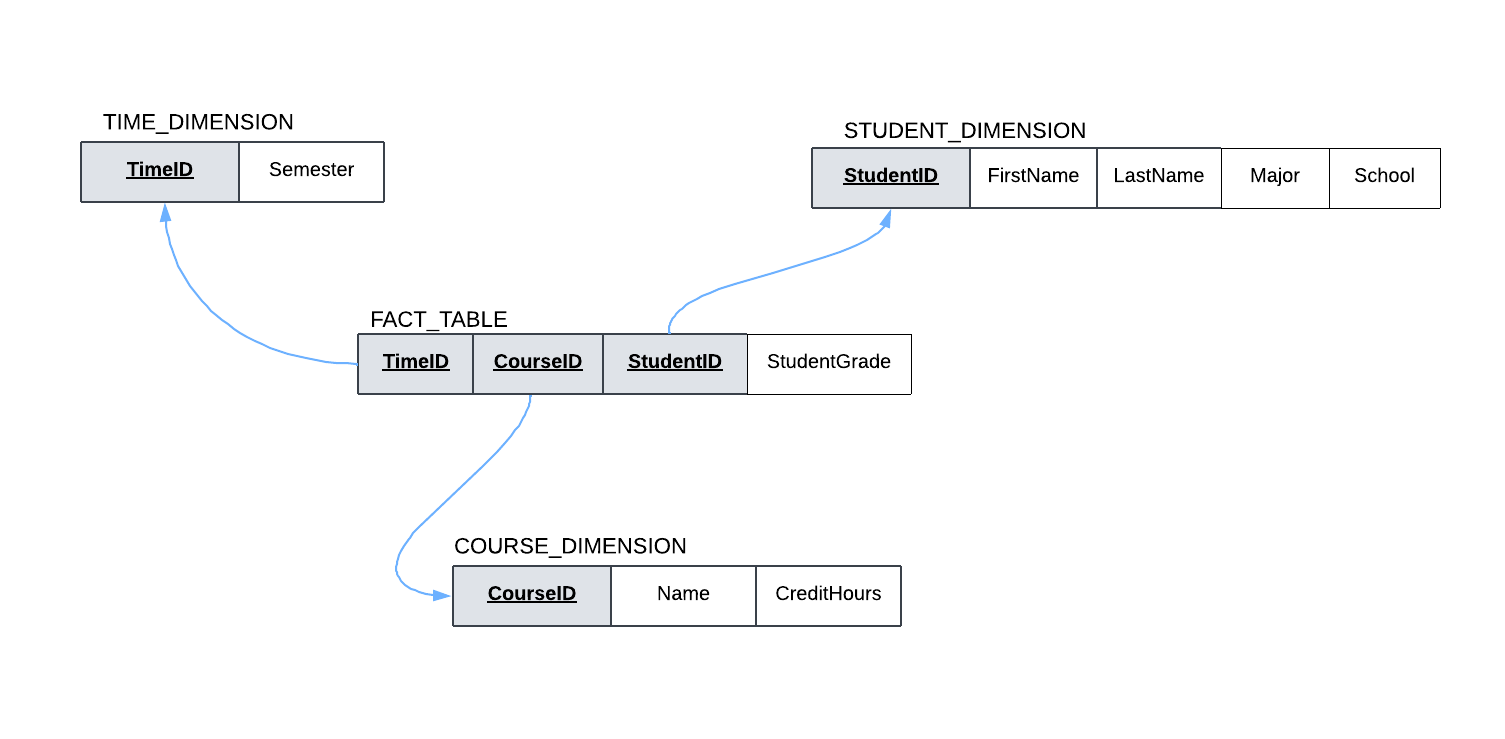 TIME_DIMENSION
TimeID Semester
STUDENT_DIMENSION
StudentID FirstName LastName Major School
FACT_TABLE
TimeID CourseID StudentID StudentGrade
COURSE_DIMENSION
CourseID Name CreditHours